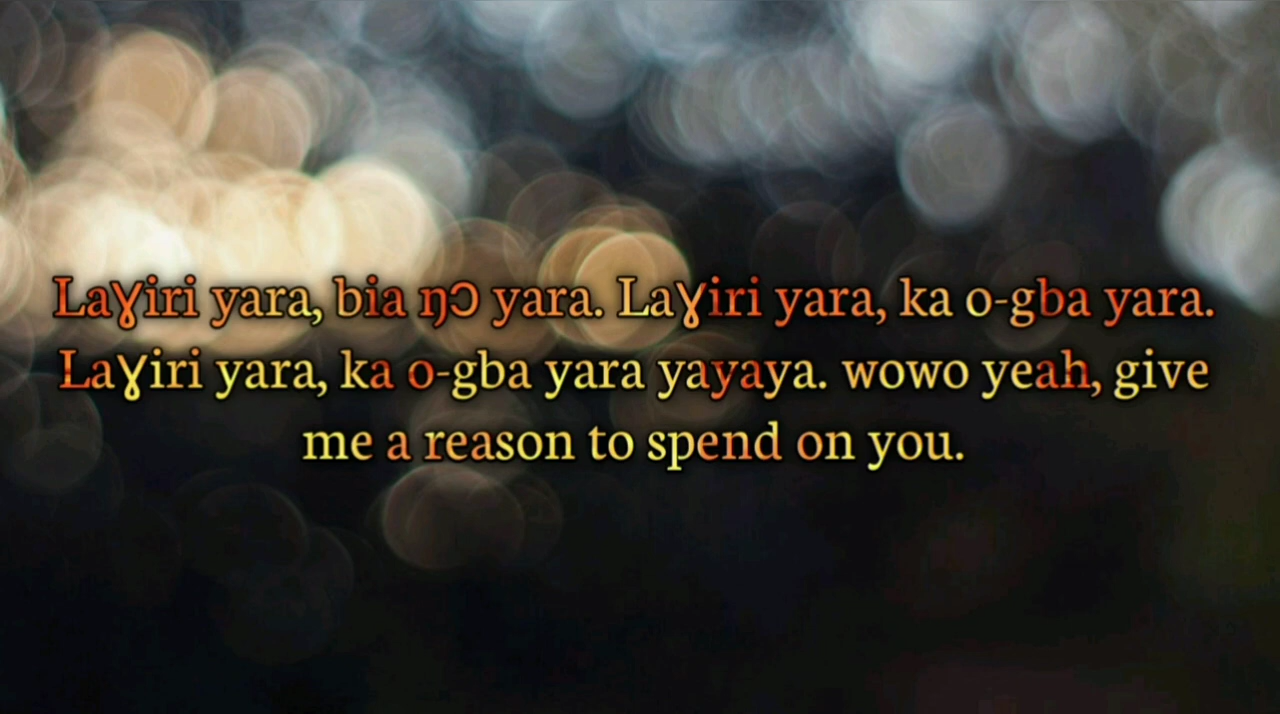 Laɣiri yara, bia ŋɔ yara. Laɣiri yara, ka o-gba yara.
Laɣiri yara, ka o-gba yara yayaya. wowo yeah, give
me a reason to spend on you.